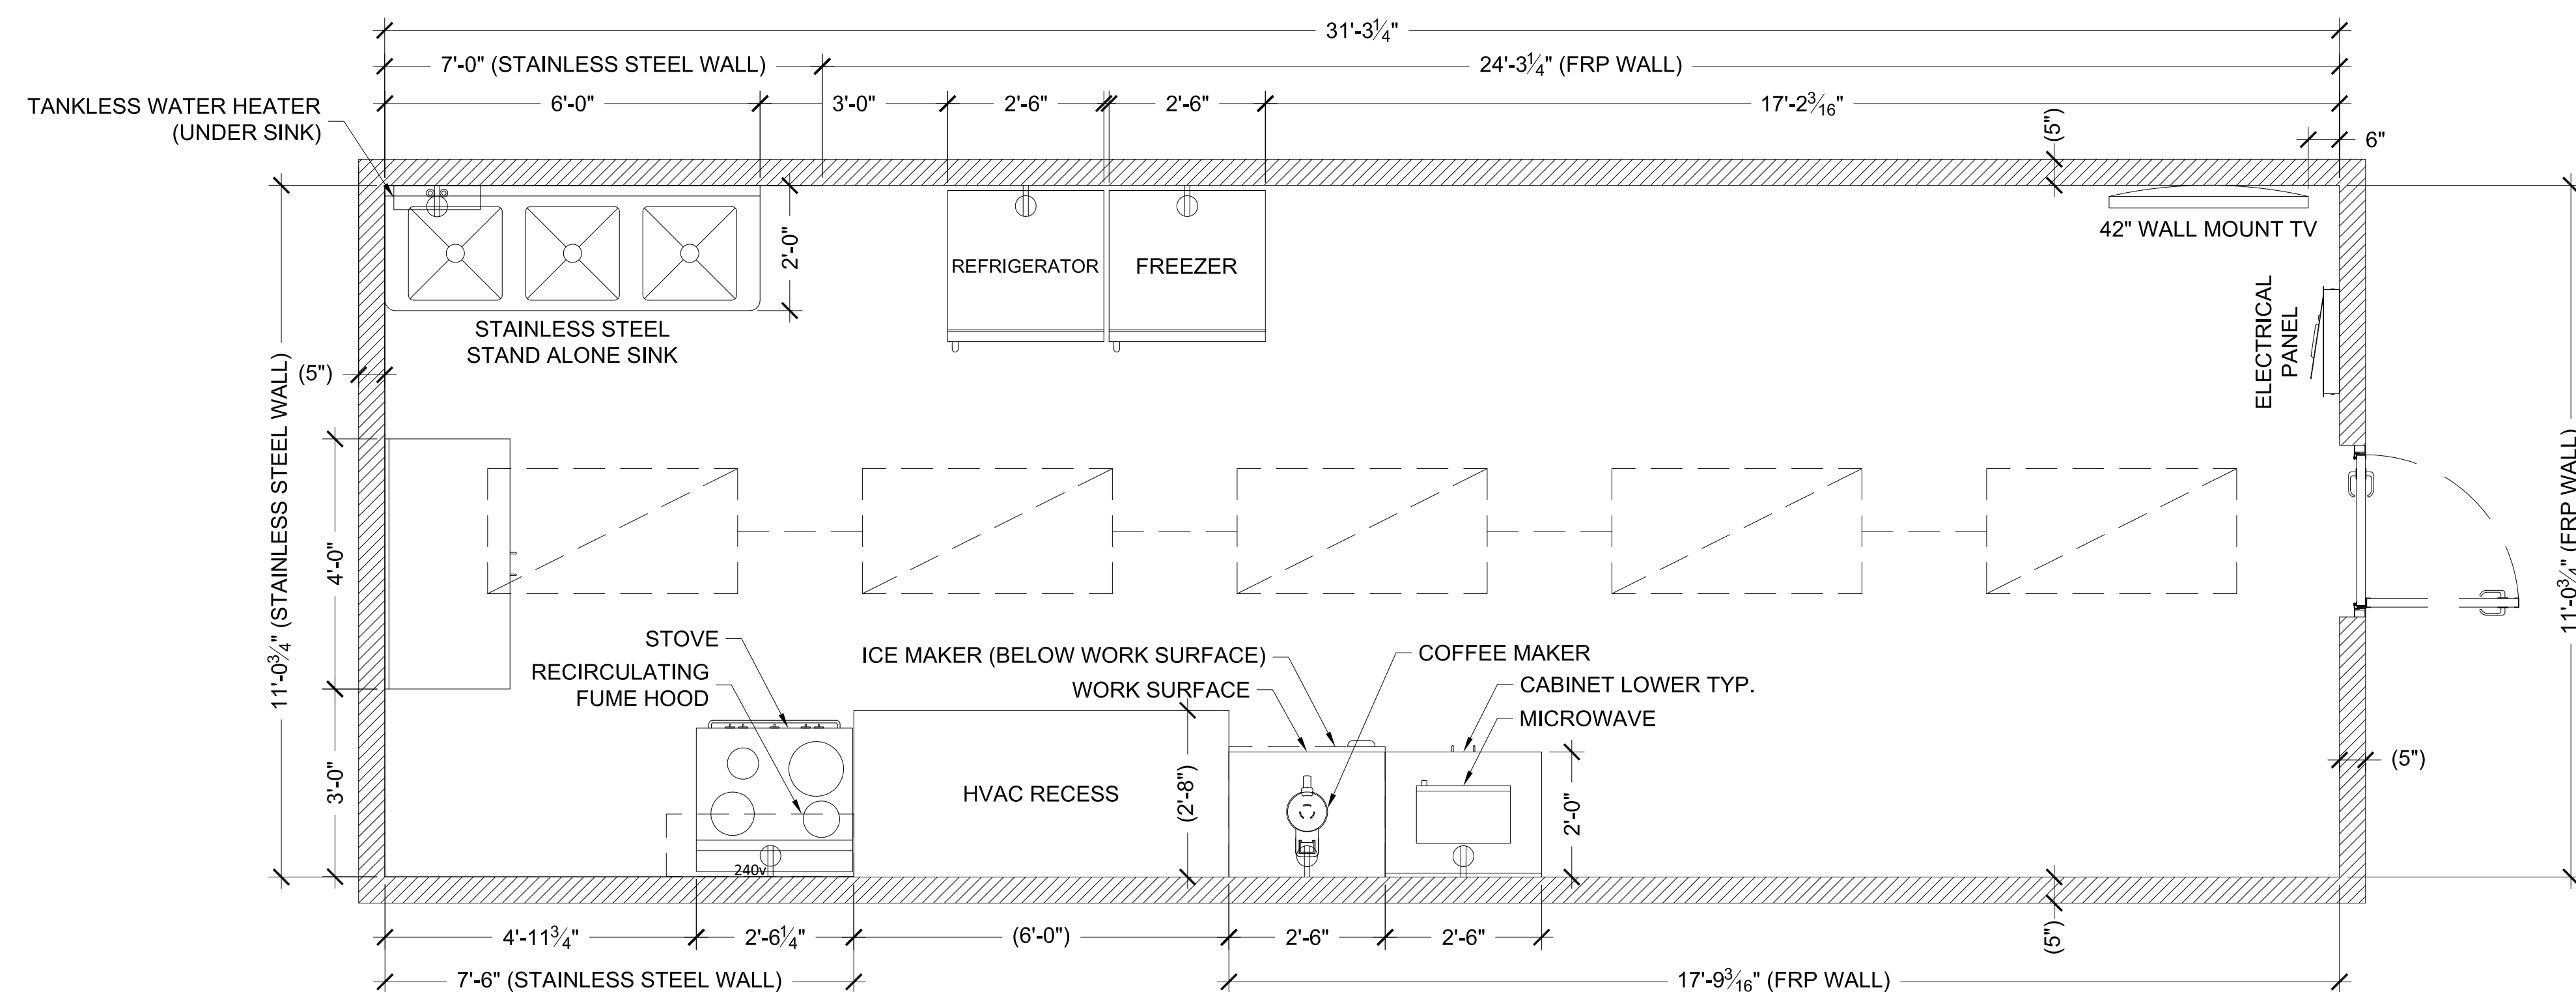 31'-3¼"
7'-0" (STAINLESS STEEL WALL)
24'-3¼" (FRP WALL)
TANKLESS WATER HEATER
(UNDER SINK)
6'-0"
3'-0"
2'-6"
2'-6"
17'-2³⁄₁₆"
(5")
6"
2'-0"
REFRIGERATOR
FREEZER
42" WALL MOUNT TV
STAINLESS STEEL
STAND ALONE SINK
ELECTRICAL
PANEL
(5")
11'-0¾" (STAINLESS STEEL WALL)
4'-0"
3'-0"
11'-0¾" (FRP WALL)
STOVE
RECIRCULATING
FUME HOOD
ICE MAKER (BELOW WORK SURFACE)
WORK SURFACE
COFFEE MAKER
CABINET LOWER TYP.
MICROWAVE
HVAC RECESS
(2'-8")
2'-0"
(5")
240v
4'-11¾"
2'-6¼"
(6'-0")
2'-6"
2'-6"
(5")
7'-6" (STAINLESS STEEL WALL)
17'-9³⁄₁₆" (FRP WALL)